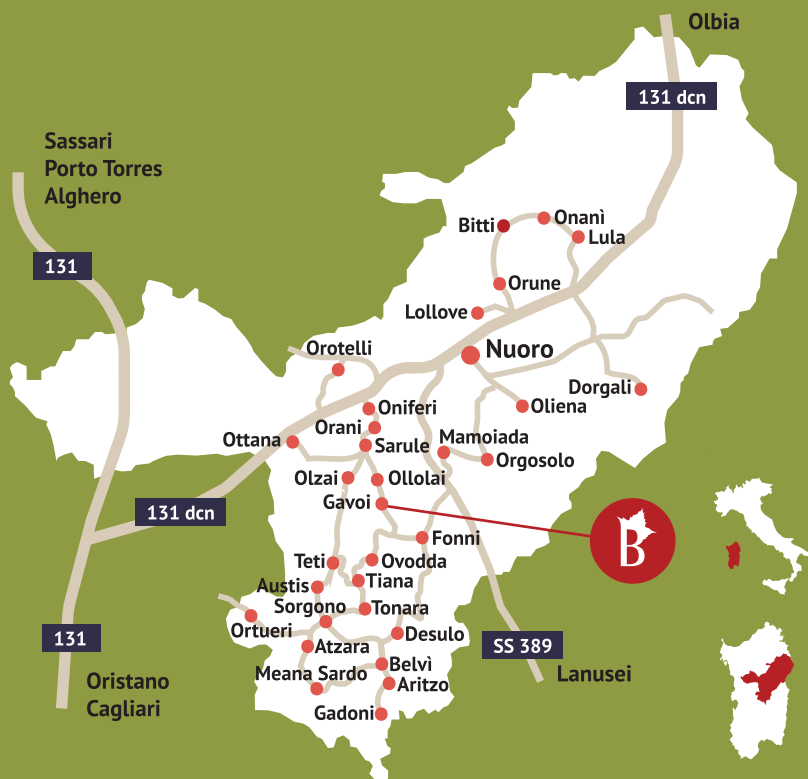 Olbia
131 dcn
Sassari
Porto Torres
Alghero
131
Bitti
Onanì
Lula
Orune
Lollove
Orotelli
Nuoro
Dorgali
Oniferi
Oliena
Orani
Ottana
Sarule
Mamoiada
Orgosolo
Olzai
Ollolai
Gavoi
131 dcn
Fonni
B
Teti
Ovodda
Tiana
Austis
Sorgono
Tonara
Ortueri
Desulo
131
SS 389
Atzara
Belvì
Meana Sardo
Lanusei
Aritzo
Oristano
Cagliari
Gadoni